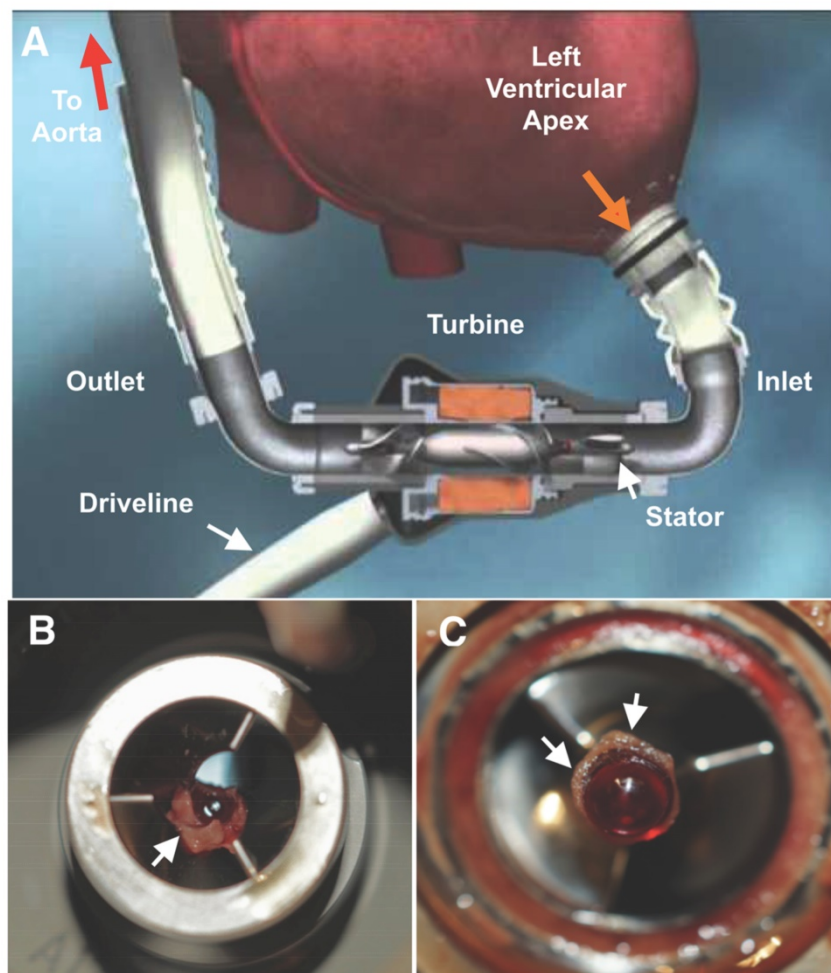 A
To
Aorta
Left
Ventricular
Apex
Turbine
Outlet
Inlet
Driveline
Stator
B
C